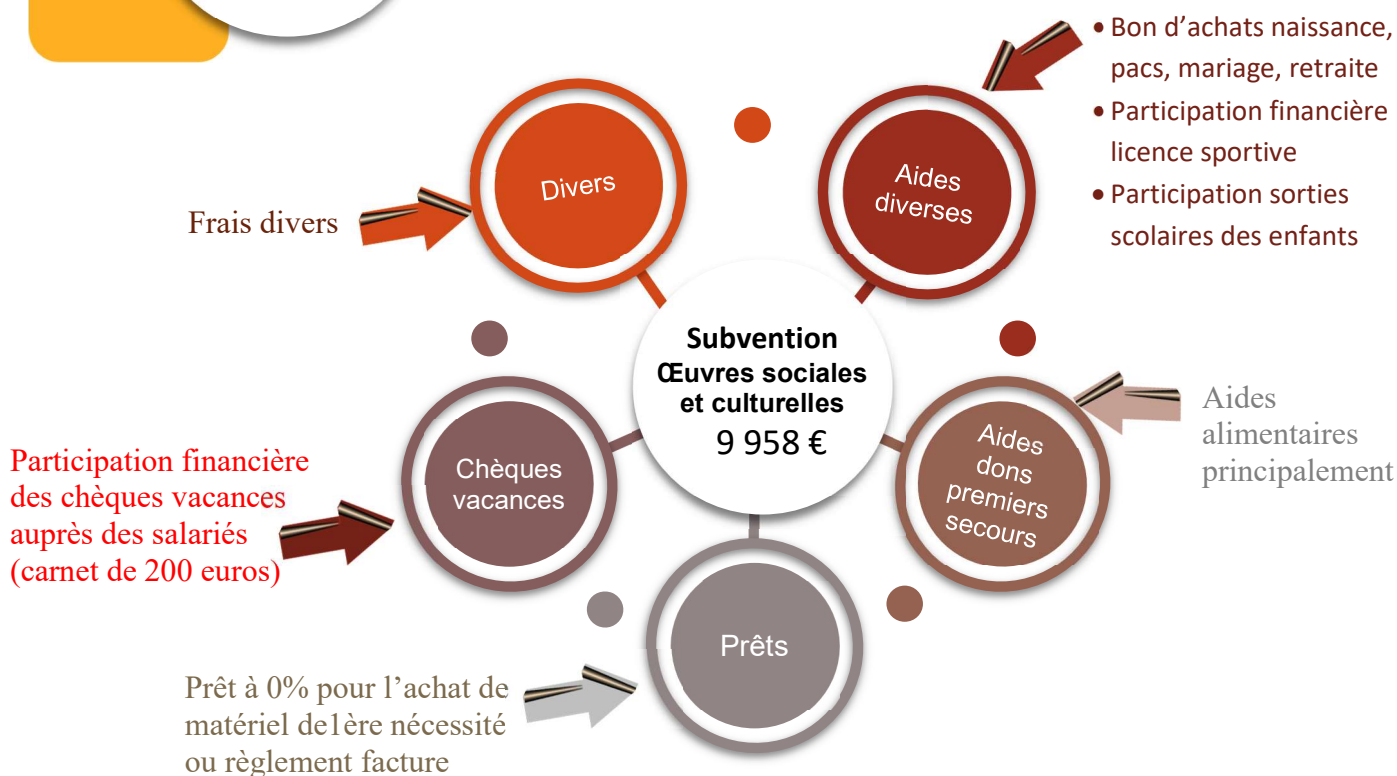 • Bon d’achats naissance,
pacs, mariage, retraite
• Participation financière
licence sportive
• Participation sorties
scolaires des enfants
Aides
diverses
Divers
Frais divers
Subvention
Œuvres sociales
et culturelles
9 958 €
Aides
alimentaires
principalement
Aides
dons
premiers
secours
Chèques
vacances
Participation financière
des chèques vacances
auprès des salariés
(carnet de 200 euros)
Prêts
Prêt à 0% pour l’achat de
matériel de1ère nécessité
ou règlement facture